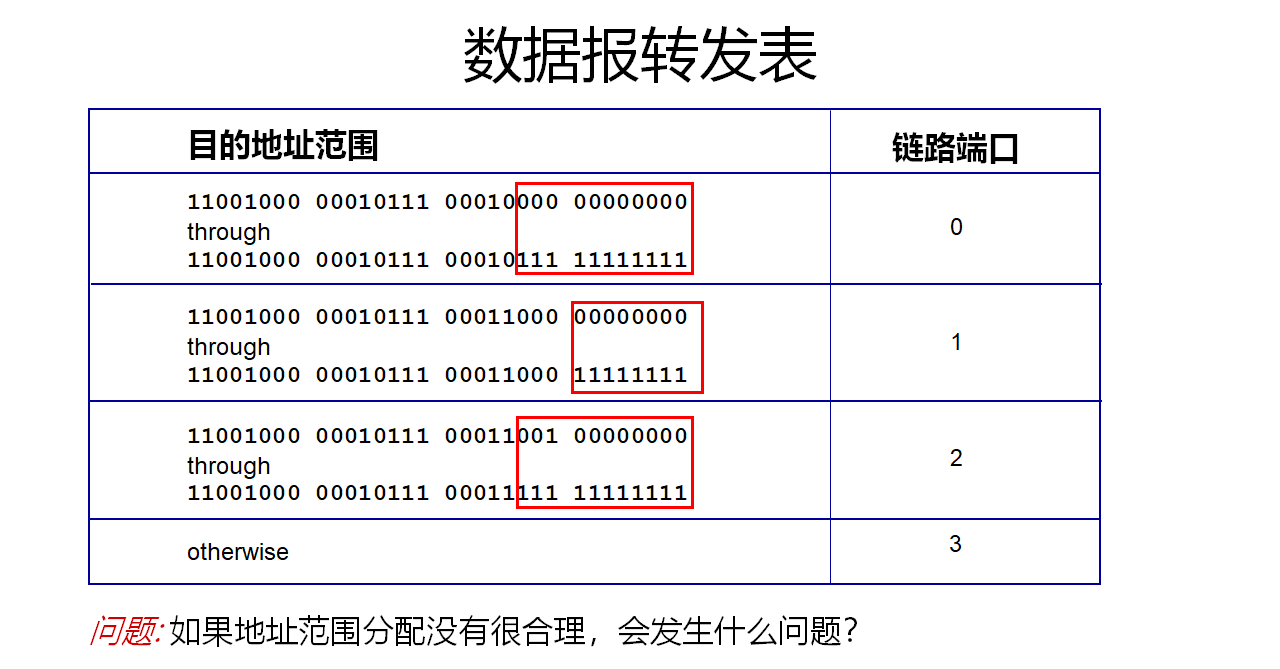 数据报转发表
目的地址范围
链路端口
11001000 00010111 00010000 00000000
through
11001000 00010111 00010111 11111111
0
11001000 00010111 00011000 00000000
through
11001000 00010111 00011000 11111111
1
11001000 00010111 00011001 00000000
through
11001000 00010111 00011111 11111111
2
otherwise
3
问题: 如果地址范围分配没有很合理，会发生什么问题？